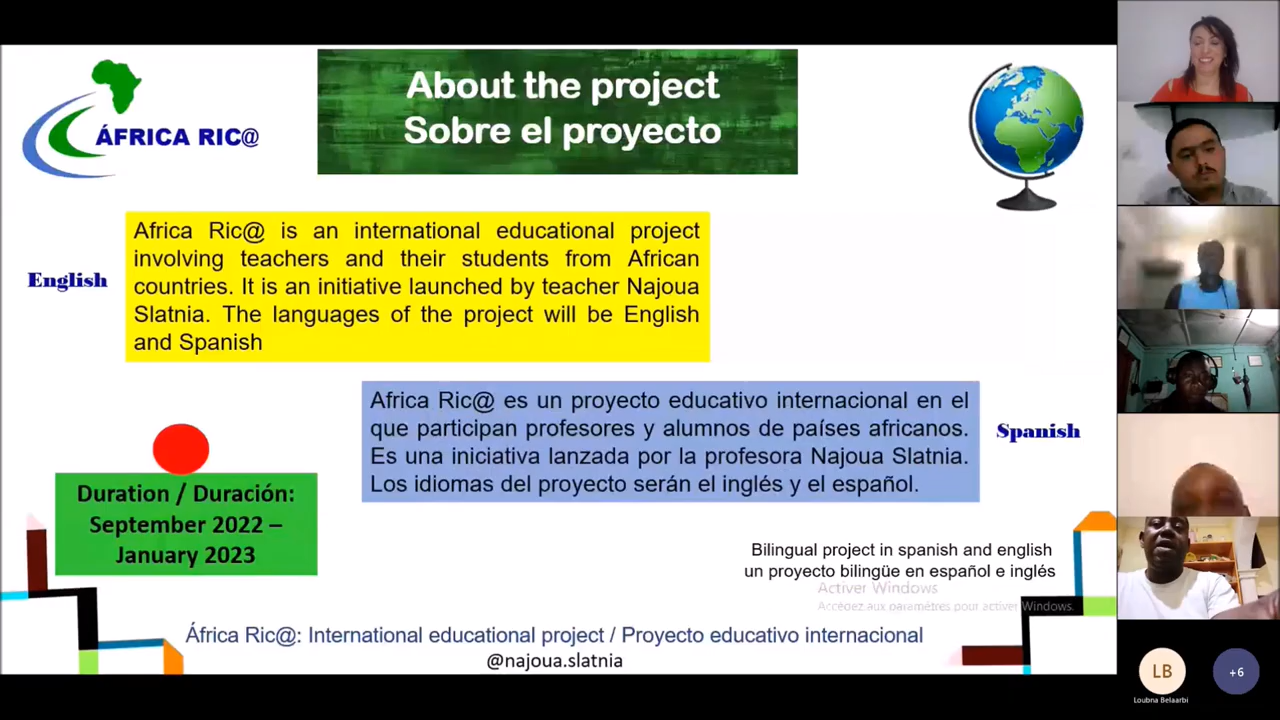 ÁFRICA RIC@
About the project
Sobre el proyecto
English
Africa Ric@ is an international educational project
involving teachers and their students from African
countries. It is an initiative launched by teacher Najoua
Slatnia. The languages of the project will be English
and Spanish
Africa Ric@ es un proyecto educativo internacional en el
que participan profesores y alumnos de países africanos.
Es una iniciativa lanzada por la profesora Najoua Slatnia.
Los idiomas del proyecto serán el inglés y el español.
Spanish
Duration / Duración:
September 2022 –
January 2023
Bilingual project in spanish and english
un proyecto bilingüe en español e inglés
Activer Windows
Accédez aux paramètres pour activer Windows.
África Ric@: International educational project / Proyecto educativo internacional
@najoua.slatnia
LB
Loubna Belaarbi
+6